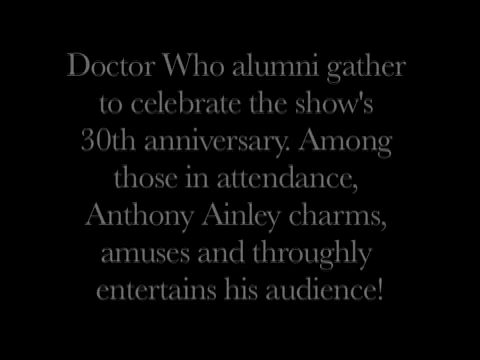 Doctor Who alumni gather
to celebrate the show's
30th anniversary. Among
those in attendance,
Anthony Ainley charms,
amuses and throughly
entertains his audience!